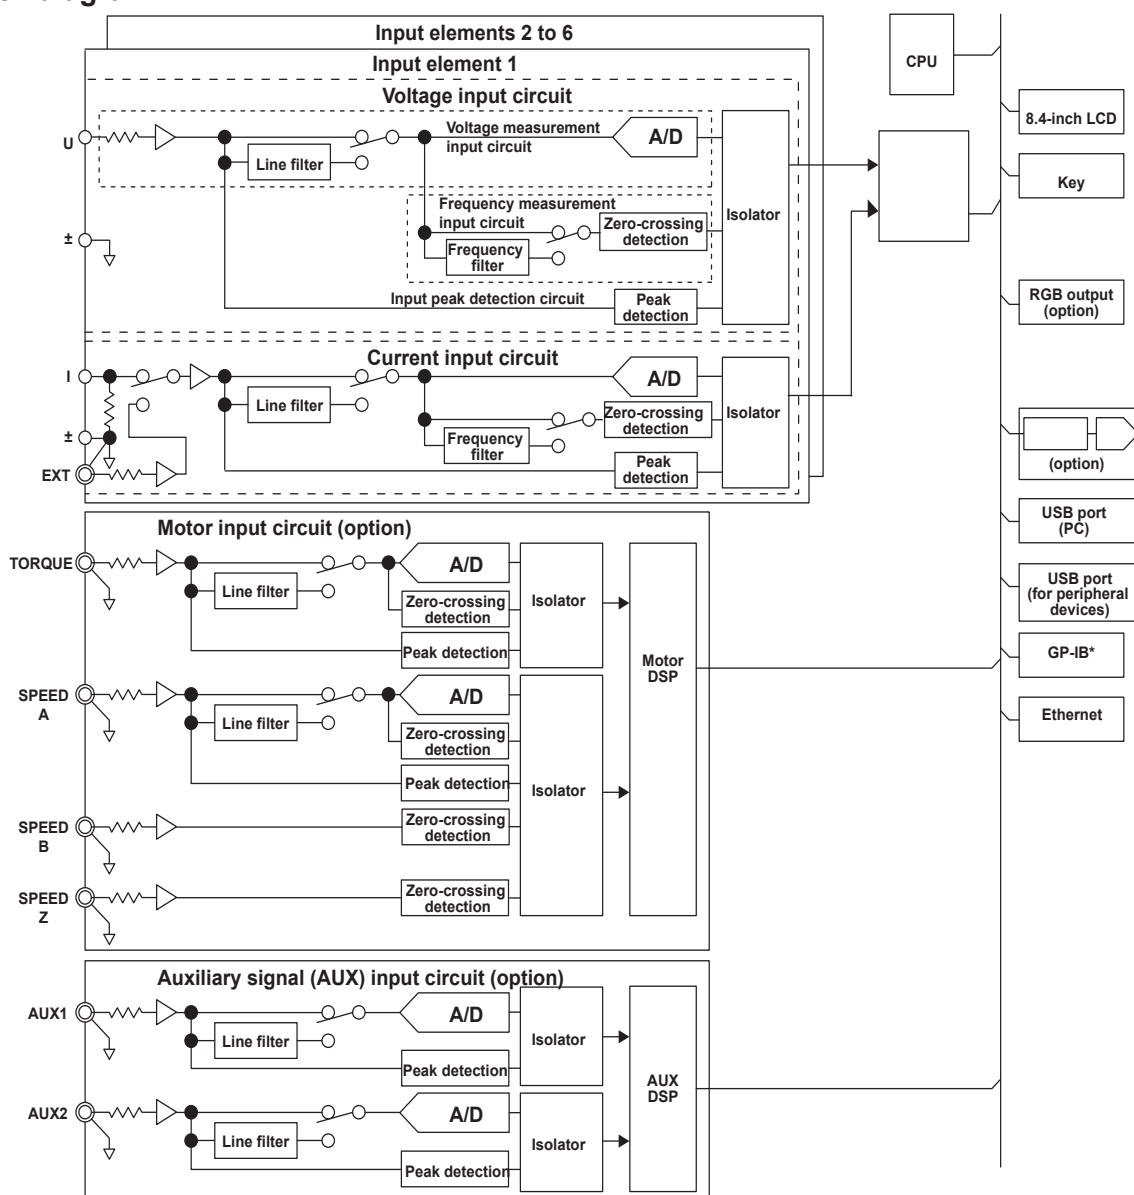 Input elements 2 to 6
Input element 1
Voltage input circuit
U
Voltage measurement
input circuit
A/D
Line filter
Frequency measurement
input circuit
Zero-crossing
detection
Frequency
filter
±
Isolator
Input peak detection circuit
Peak
detection
Current input circuit
I
A/D
Line filter
Zero-crossing
detection
Frequency
filter
Isolator
±
EXT
Peak
detection
CPU
8.4-inch LCD
Key
RGB output
(option)
(option)
USB port
(PC)
USB port
(for peripheral
devices)
GP-IB*
Ethernet
Motor input circuit (option)
TORQUE
A/D
Line filter
Zero-crossing
detection
Peak detection
Isolator
Motor
DSP
SPEED
A
A/D
Line filter
Zero-crossing
detection
Peak detection
Isolator
SPEED
B
Zero-crossing
detection
SPEED
Z
Zero-crossing
detection
Auxiliary signal (AUX) input circuit (option)
AUX1
A/D
Line filter
Peak detection
Isolator
AUX
DSP
AUX2
A/D
Line filter
Peak detection
Isolator